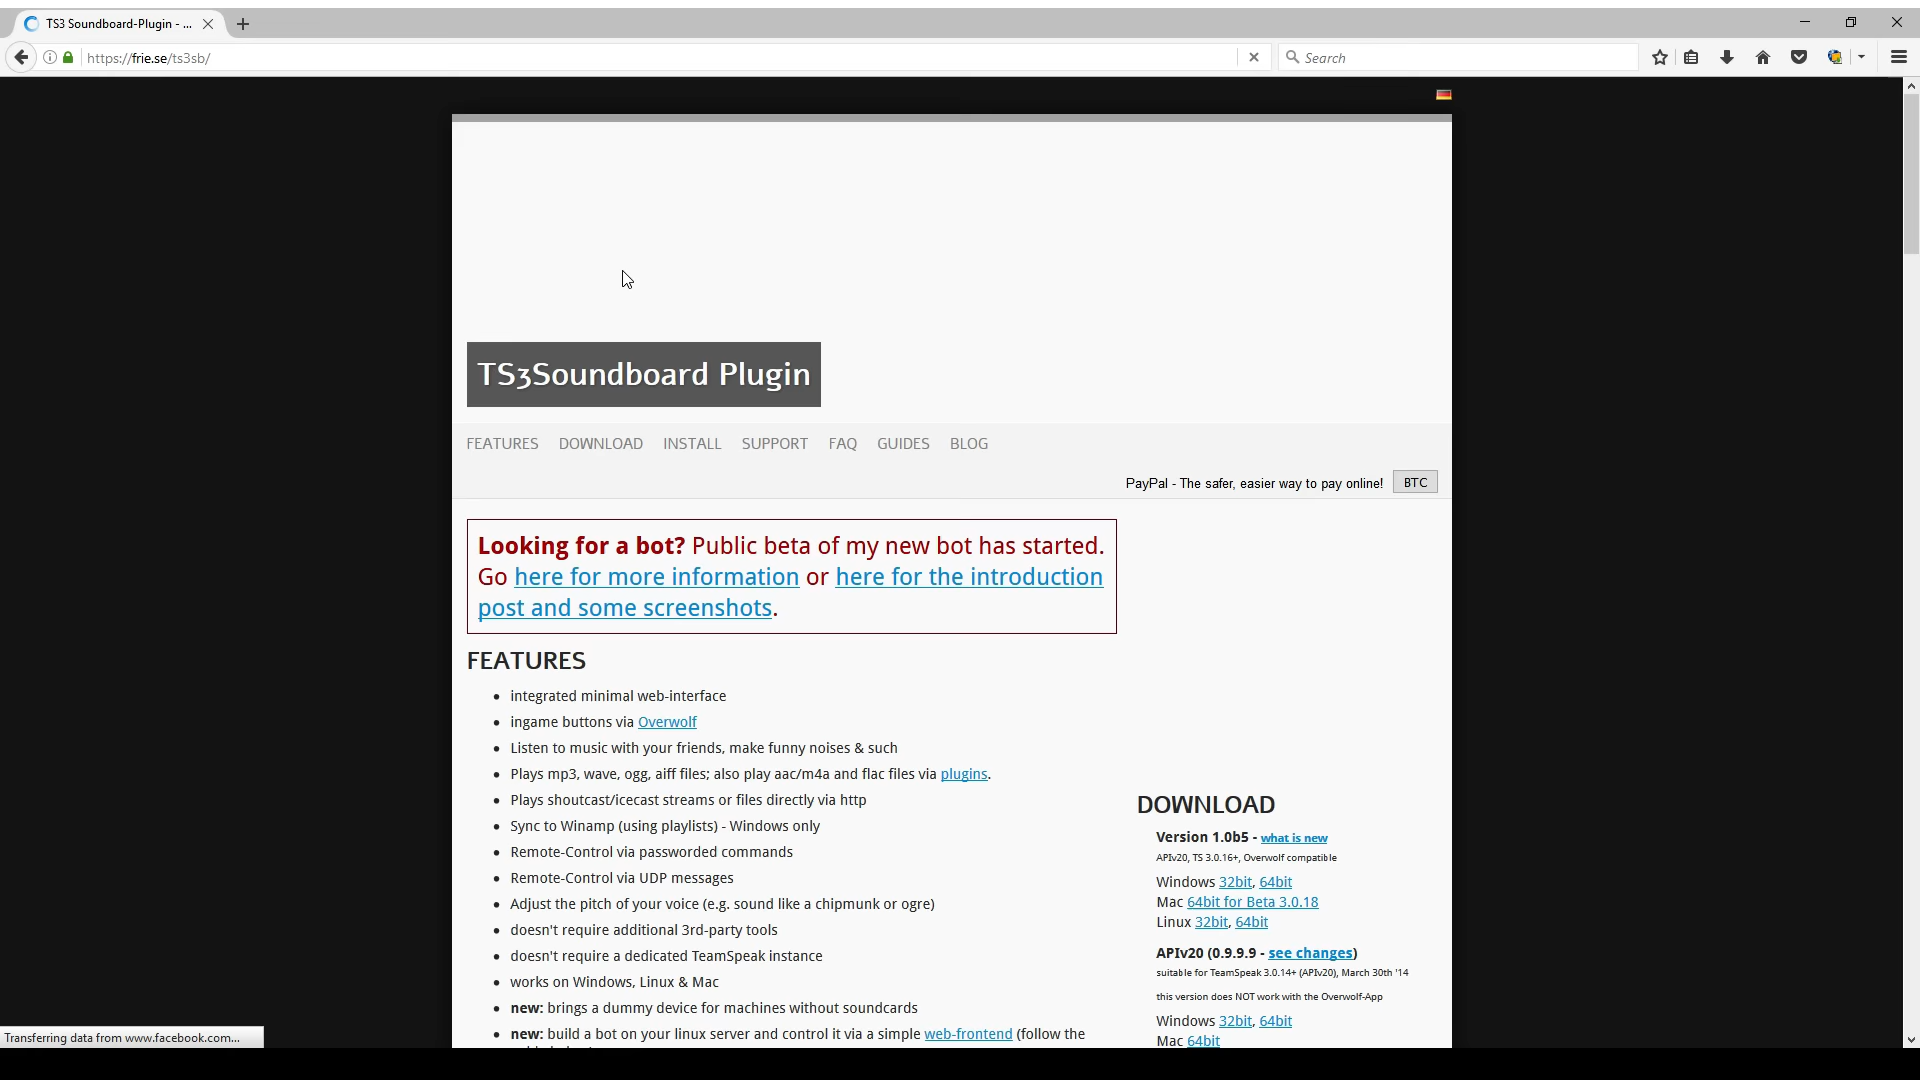 TS3 Soundboard-Plugin - ...
https://frie.se/ts3sb/
Search
TS3Soundboard Plugin
FEATURES DOWNLOAD INSTALL SUPPORT FAQ GUIDES BLOG
PayPal - The safer, easier way to pay online! BTC
Looking for a bot? Public beta of my new bot has started.
Go here for more information or here for the introduction
post and some screenshots.
FEATURES
integrated minimal web-interface
ingame buttons via Overwolf
Listen to music with your friends, make funny noises & such
Plays mp3, wave, ogg, aiff files; also play aac/m4a and flac files via plugins.
Plays shoutcast/icecast streams or files directly via http
Sync to Winamp (using playlists) - Windows only
Remote-Control via passworded commands
Remote-Control via UDP messages
Adjust the pitch of your voice (e.g. sound like a chipmunk or ogre)
doesn't require additional 3rd-party tools
doesn't require a dedicated TeamSpeak instance
works on Windows, Linux & Mac
new: brings a dummy device for machines without soundcards
new: build a bot on your linux server and control it via a simple web-frontend (follow the
DOWNLOAD
Version 1.0b5 - what is new
APIv20, TS 3.0.16+, Overwolf compatible
Windows 32bit, 64bit
Mac 64bit for Beta 3.0.18
Linux 32bit, 64bit
APIv20 (0.9.9.9 - see changes)
suitable for TeamSpeak 3.0.14+ (APIv20), March 30th '14
this version does NOT work with the Overwolf-App
Windows 32bit, 64bit
Mac 64bit
Transferring data from www.facebook.com...